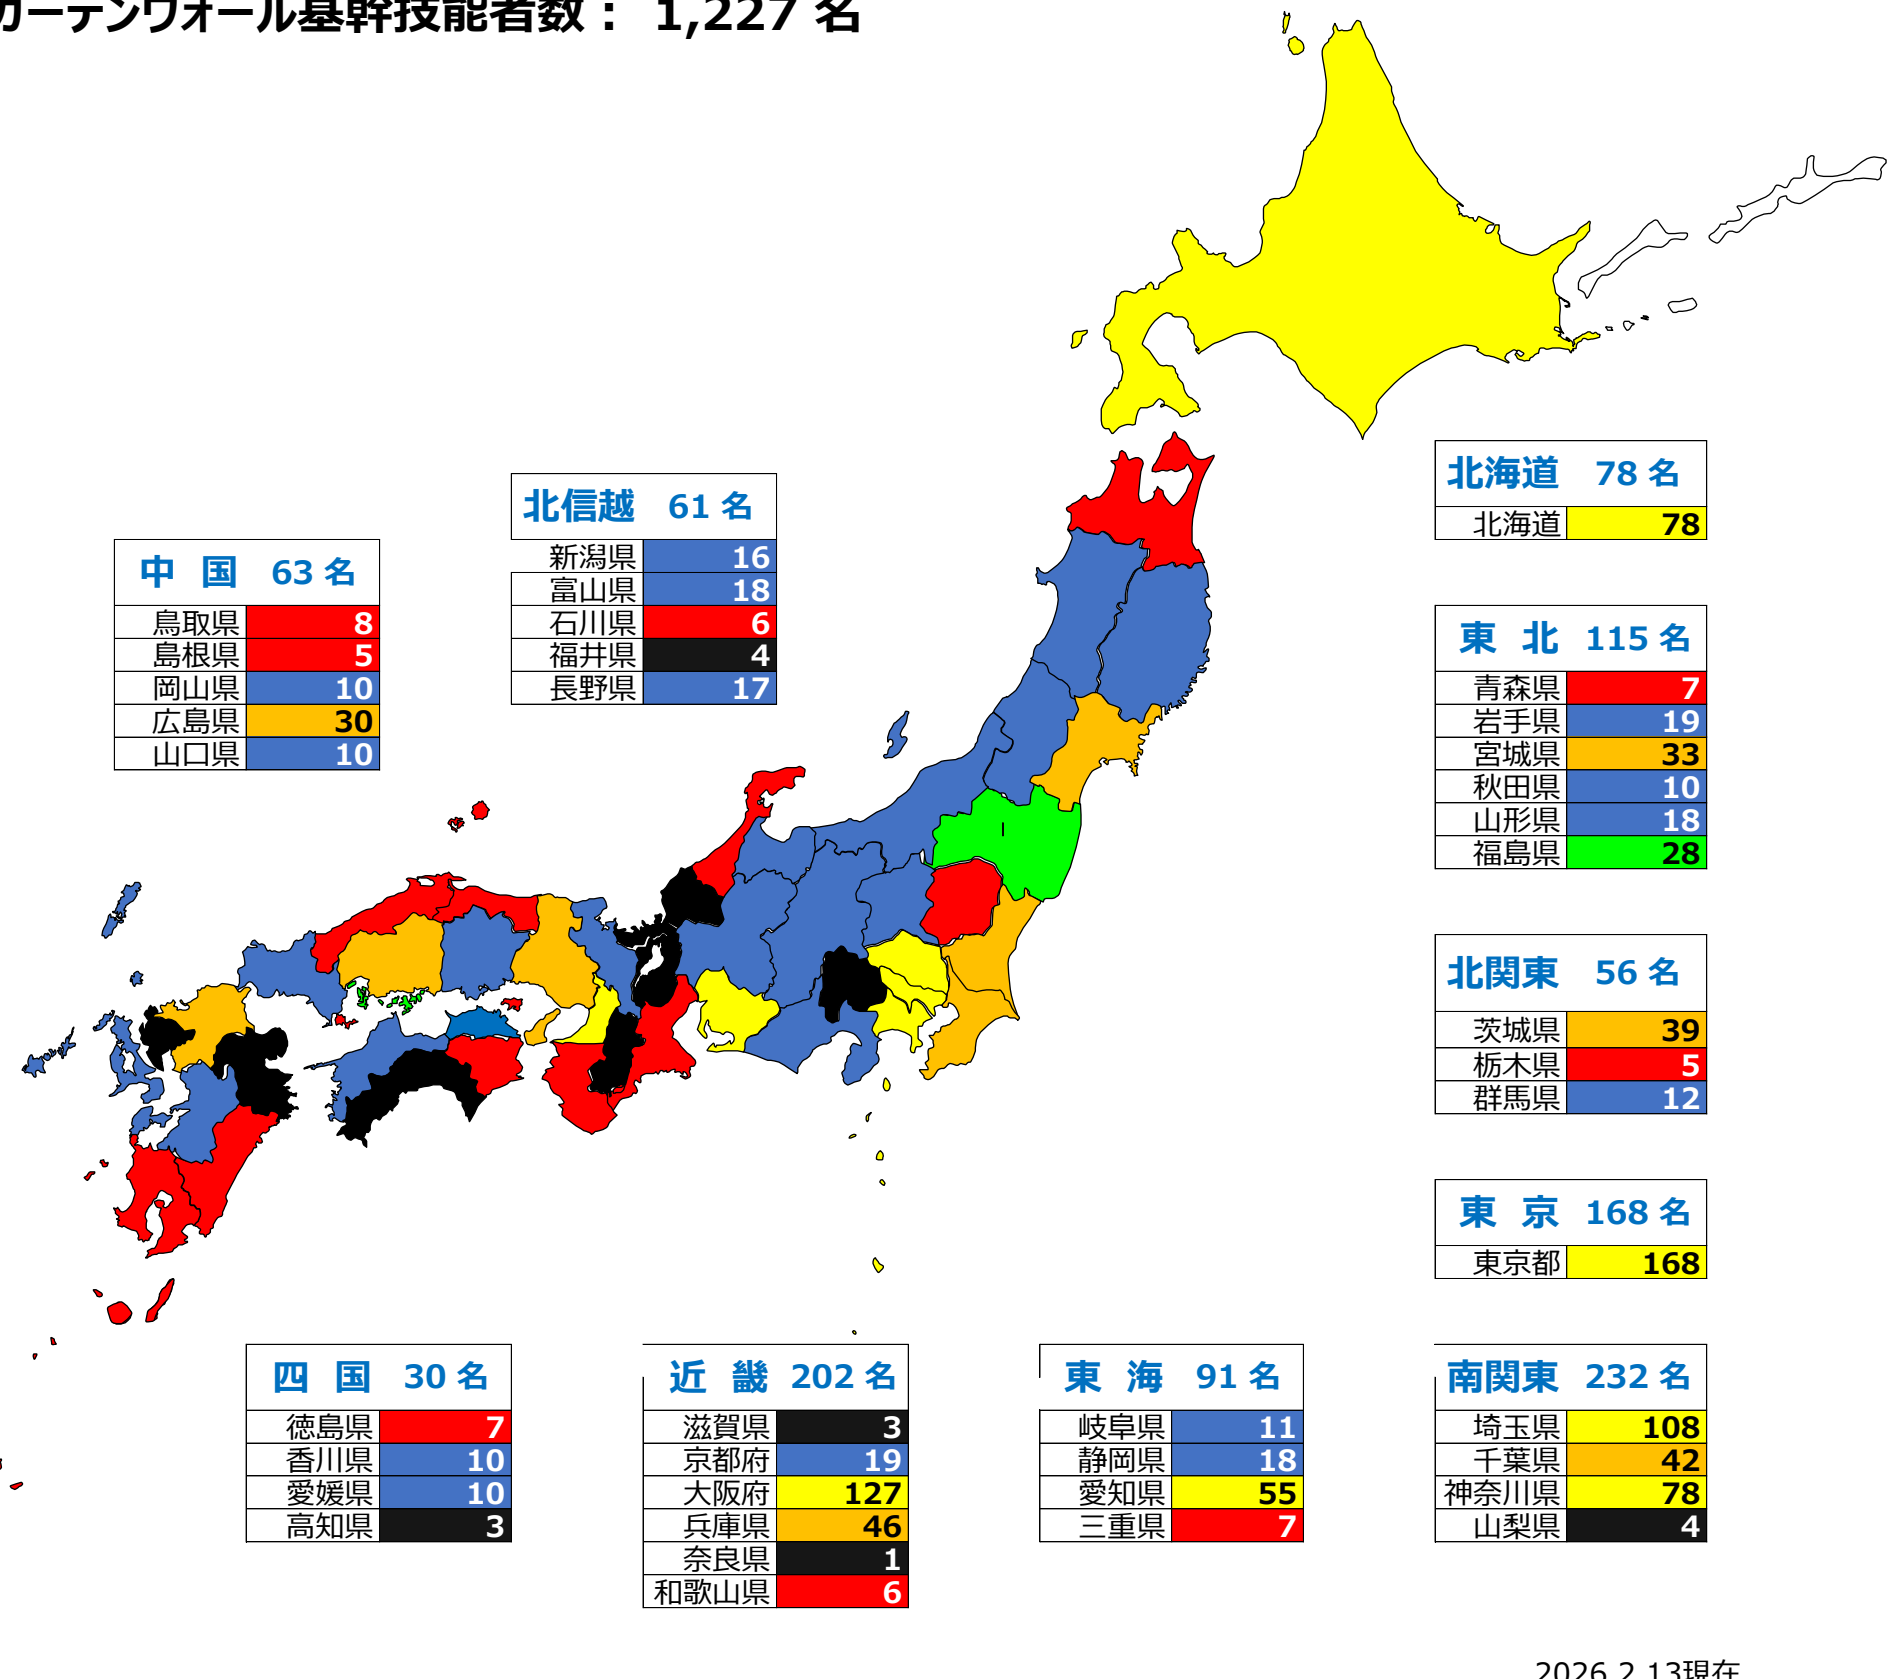 カーテンウォール基幹技能者数： 1,227 名
北海道 78 名
北海道 78
北信越 61 名
新潟県 16
富山県 18
石川県 6
福井県 4
長野県 17
中 国 63 名
鳥取県 8
島根県 5
岡山県 10
広島県 30
山口県 10
東 北 115 名
青森県 7
岩手県 19
宮城県 33
秋田県 10
山形県 18
福島県 28
北関東 56 名
茨城県 39
栃木県 5
群馬県 12
東 京 168 名
東京都 168
四 国 30 名
徳島県 7
香川県 10
愛媛県 10
高知県 3
近 畿 202 名
滋賀県 3
京都府 19
大阪府 127
兵庫県 46
奈良県 1
和歌山県 6
東 海 91 名
岐阜県 11
静岡県 18
愛知県 55
三重県 7
南関東 232 名
埼玉県 108
千葉県 42
神奈川県 78
山梨県 4
2026.2.13現在